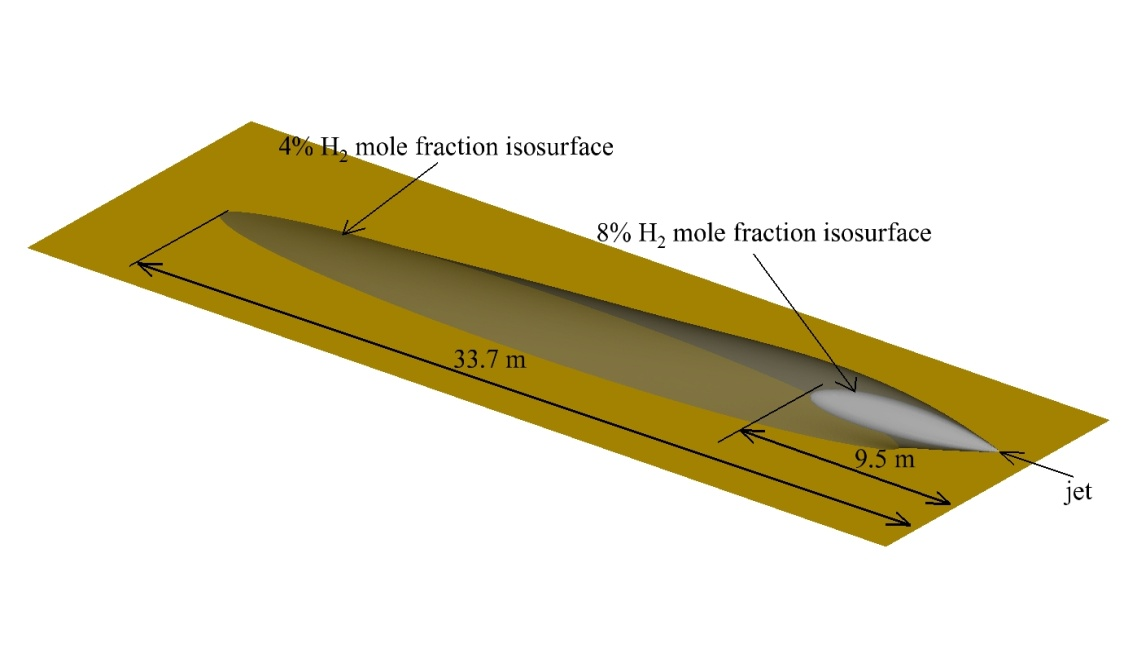 4% H₂ mole fraction isosurface
8% H₂ mole fraction isosurface
33.7 m
9.5 m
jet